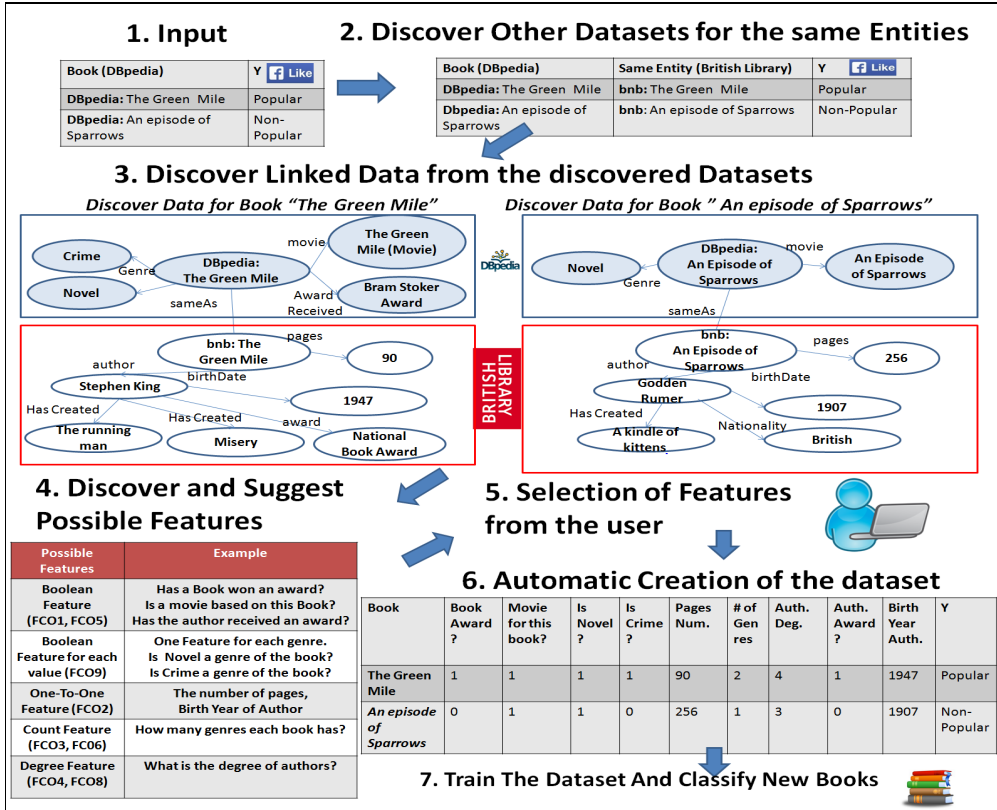 1. Input
2. Discover Other Datasets for the same Entities
Book (DBpedia)
Y
f Like
DBpedia: The Green Mile
Popular
DBpedia: An episode of
Sparrows
Non-
Popular
Book (DBpedia)
Same Entity (British Library)
Y
f Like
DBpedia: The Green Mile
bnb: The Green Mile
Popular
Dbpedia: An episode of
Sparrows
bnb: An episode of Sparrows
Non-Popular
3. Discover Linked Data from the discovered Datasets
Discover Data for Book "The Green Mile"
Discover Data for Book " An episode of Sparrows"
Crime
Genre
Novel
DBpedia:
The Green Mile
movie
The Green
Mile (Movie)
Award
Received
Bram Stoker
Award
sameAs
DBpedia
Novel
Genre
DBpedia:
An Episode of
Sparrows
movie
An Episode
of Sparrows
sameAs
bnb: The
Green Mile
pages
90
author
Stephen King
birthDate
1947
Has Created
The running
man
Has Created
Misery
award
National
Book Award
LIBRARY
BRITISH
bnb:
An Episode of
Sparrows
pages
256
author
Godden
Rumer
birthDate
1907
Has Created
A kindle of
kittens
Nationality
British
4. Discover and Suggest
Possible Features
5. Selection of Features
from the user
Possible
Features
Example
Boolean
Feature
(FCO1, FCO5)
Has a Book won an award?
Is a movie based on this Book?
Has the author received an award?
Boolean
Feature for each
value (FCO9)
One Feature for each genre.
Is Novel a genre of the book?
Is Crime a genre of the book?
One-To-One
Feature (FCO2)
The number of pages,
Birth Year of Author
Count Feature
(FCO3, FC06)
How many genres each book has?
Degree Feature
(FCO4, FCO8)
What is the degree of authors?
6. Automatic Creation of the dataset
Book
Book
Award
?
Movie
for this
book?
Is
Novel
?
Is
Crime
?
Pages
Num.
# of
Gen
res
Auth.
Deg.
Auth.
Award
?
Birth
Year
Auth.
Y
The Green
Mile
1
1
1
1
90
2
4
1
1947
Popular
An episode
of
Sparrows
0
1
1
0
256
1
3
0
1907
Non-
Popular
7. Train The Dataset And Classify New Books